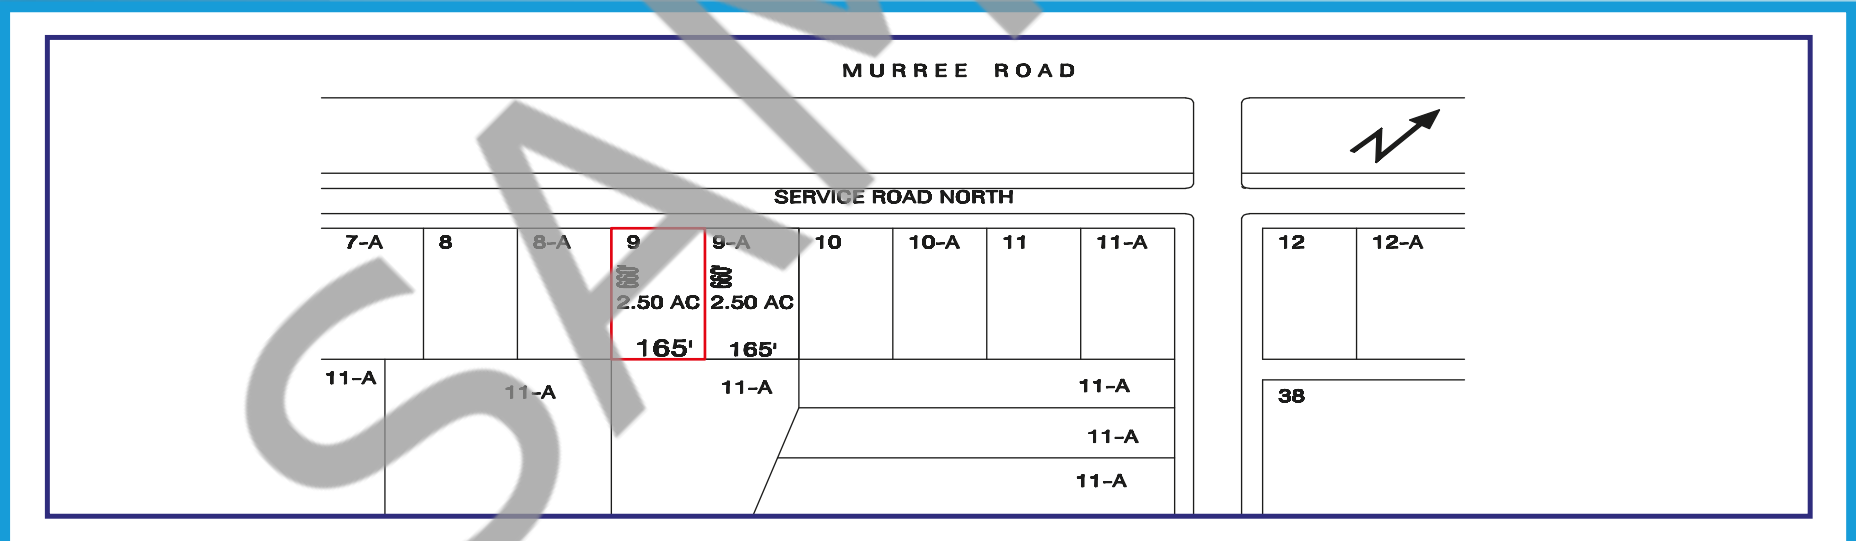 MURREE ROAD
SERVICE ROAD NORTH
7-A 8 8-A 9 9-A 10 10-A 11 11-A 12 12-A
2.50 AC 2.50 AC
165' 165'
11-A 11-A 11-A 11-A 38
11-A
11-A
SAM